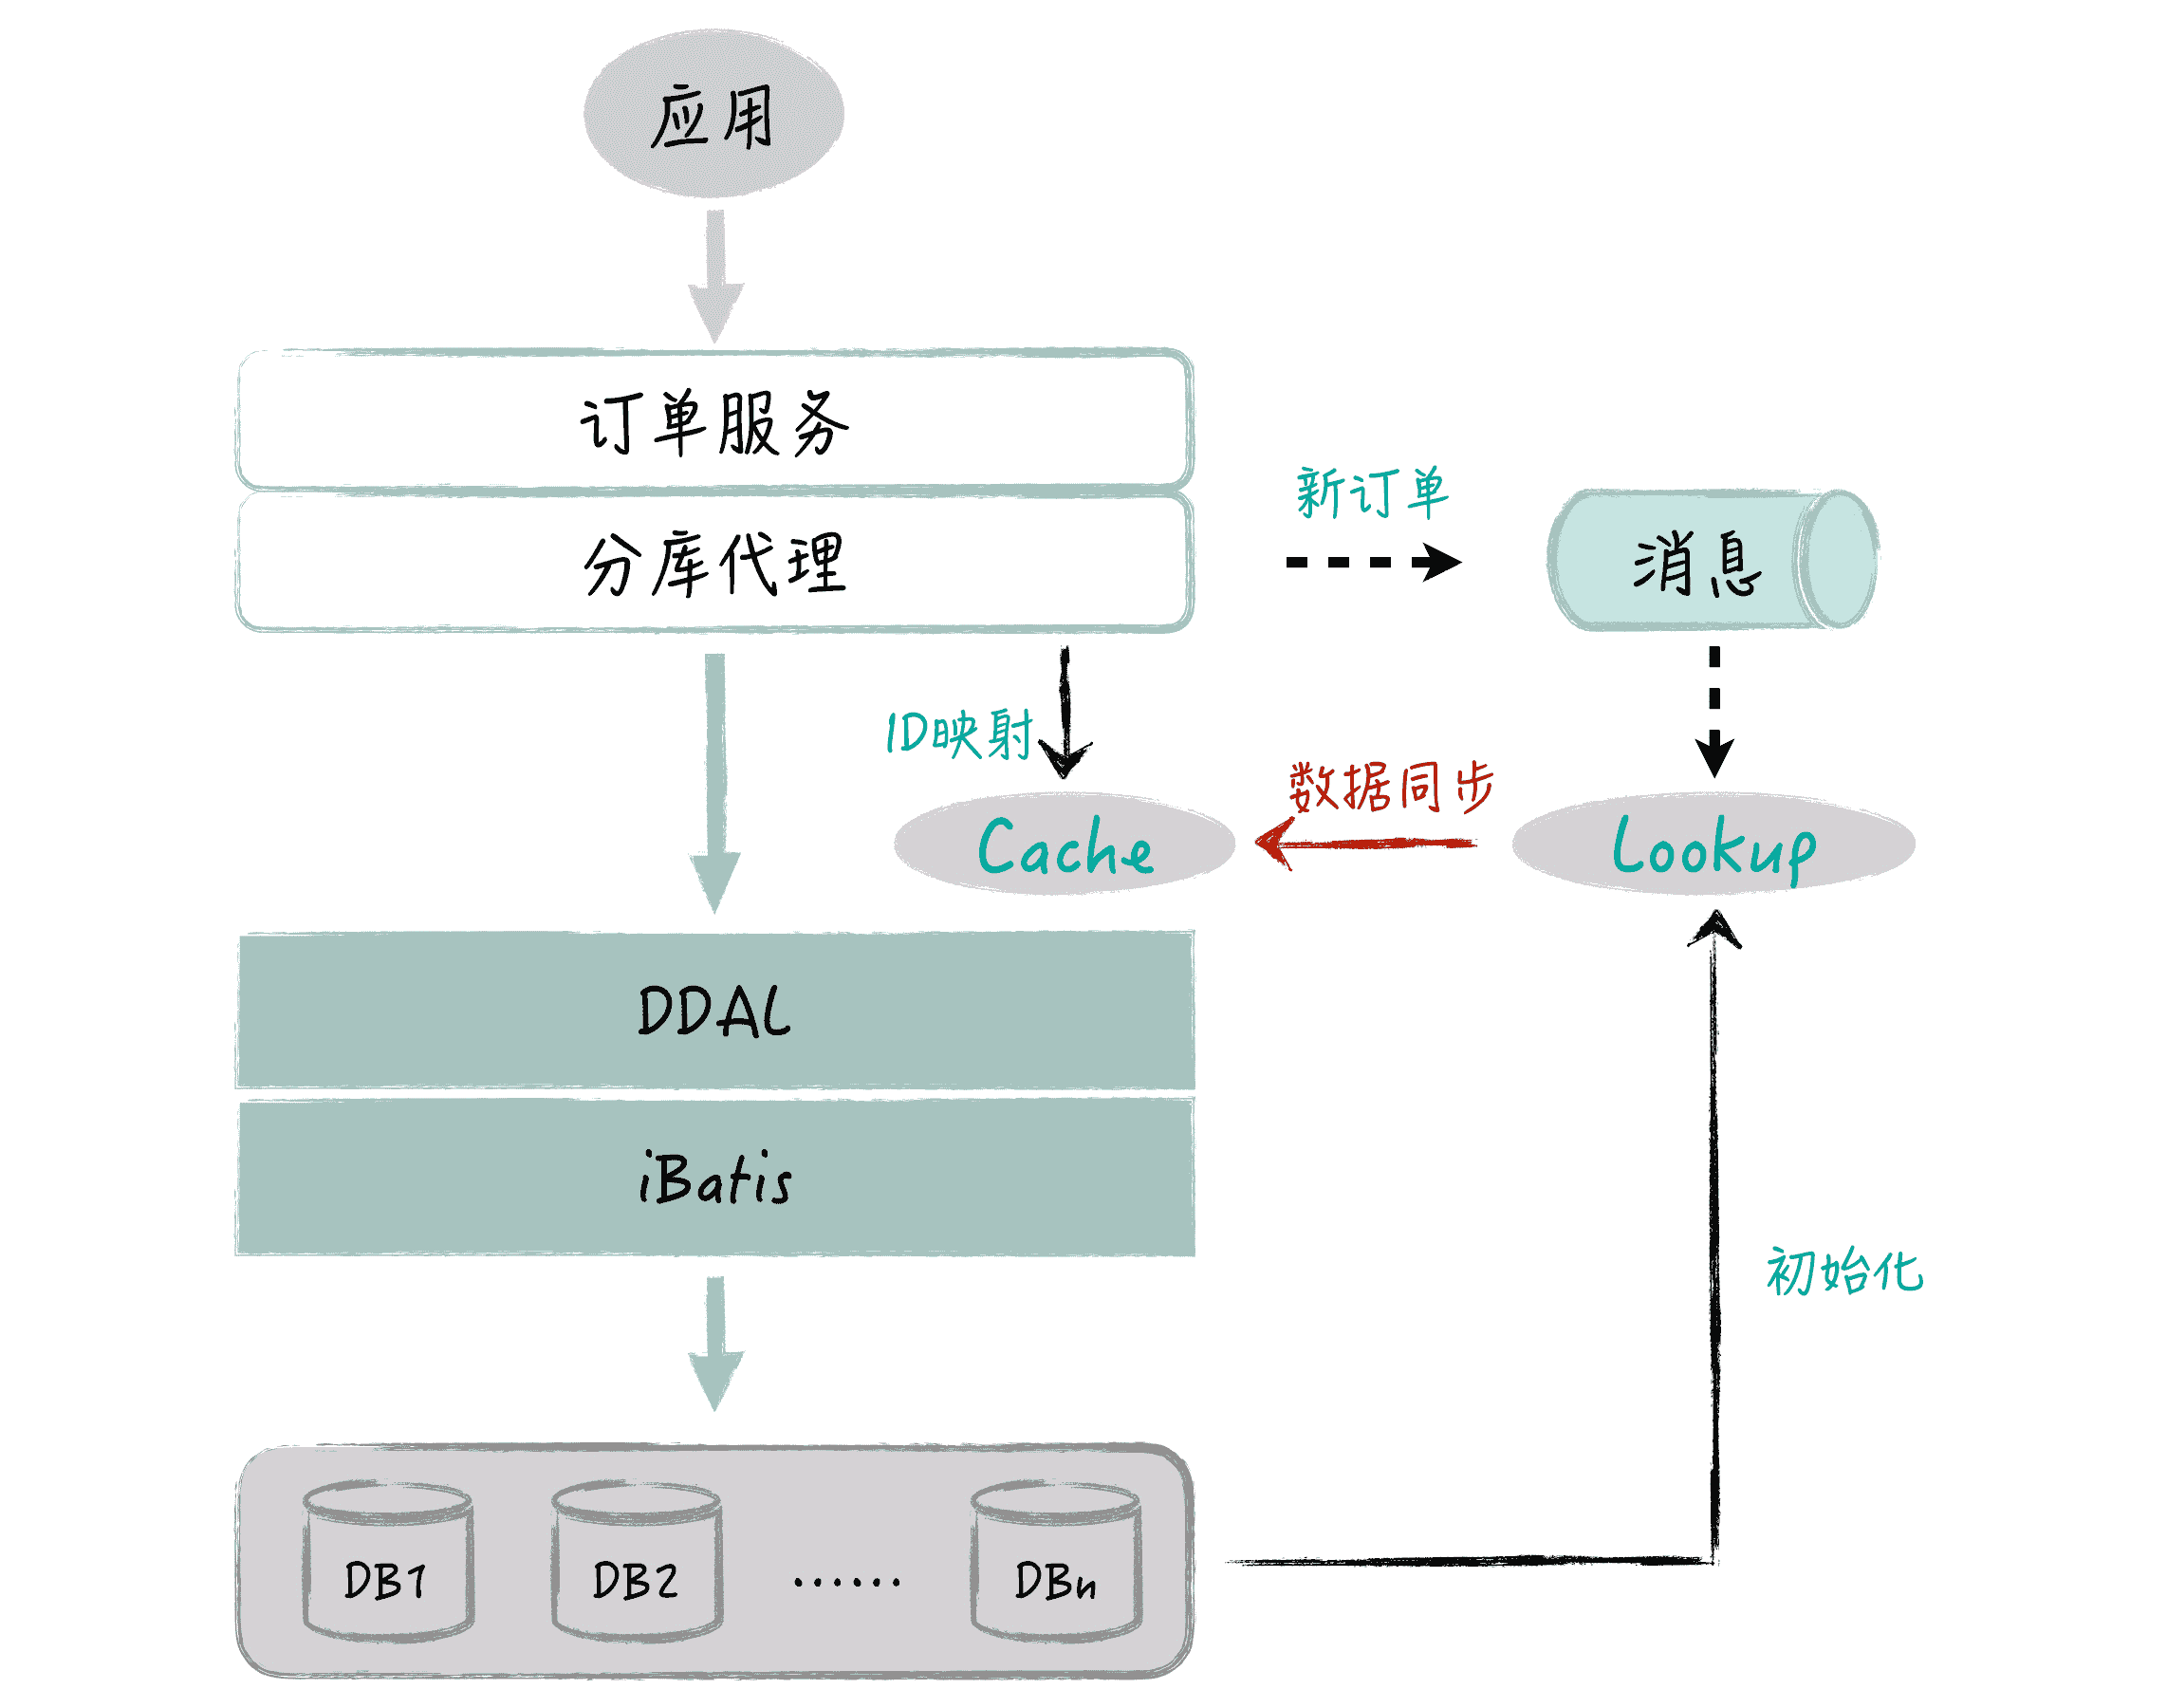 应用
订单服务
分库代理
新订单
消息
ID映射
数据同步
Cache
Lookup
DDAL
iBatis
初始化
DB1
DB2
......
DBn